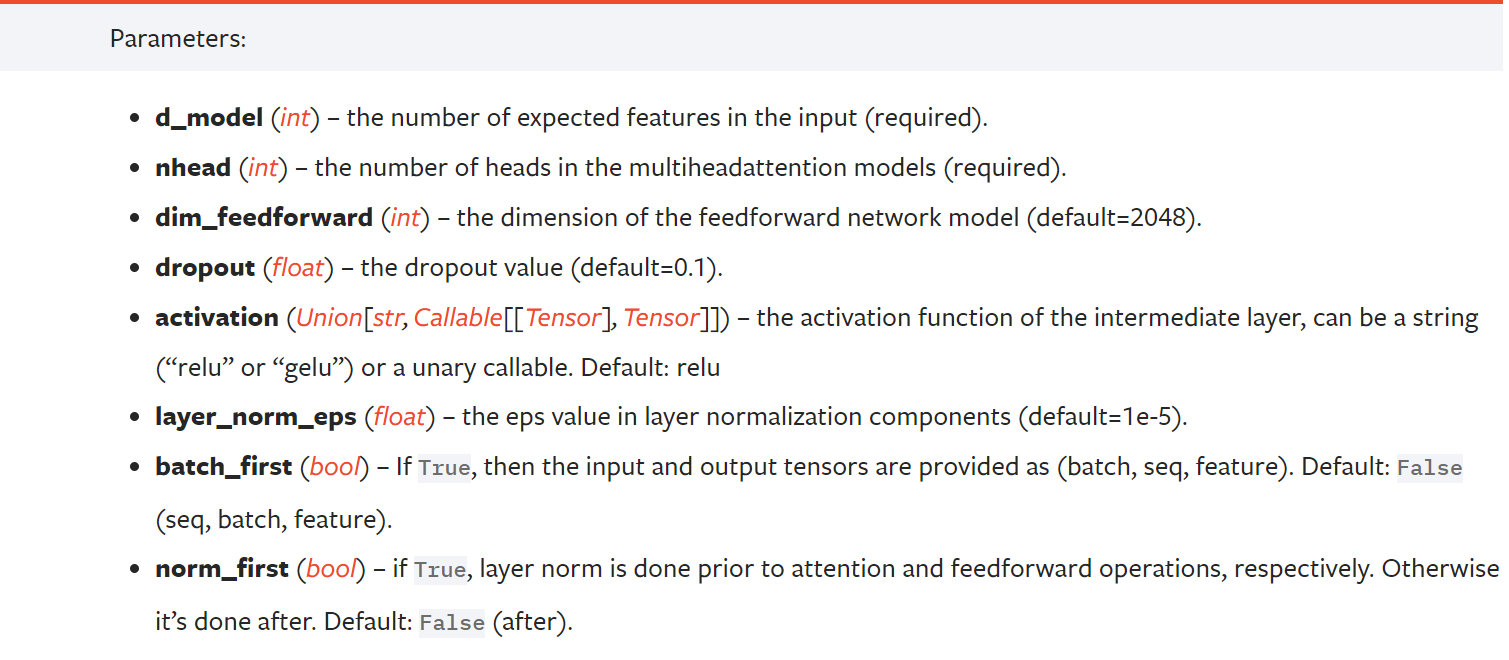 Parameters:
• d_model (int) – the number of expected features in the input (required).
• nhead (int) – the number of heads in the multiheadattention models (required).
• dim_feedforward (int) – the dimension of the feedforward network model (default=2048).
• dropout (float) – the dropout value (default=0.1).
• activation (Union[str, Callable[[Tensor], Tensor]]) – the activation function of the intermediate layer, can be a string
(“relu” or “gelu”) or a unary callable. Default: relu
• layer_norm_eps (float) – the eps value in layer normalization components (default=1e-5).
• batch_first (bool) – If True, then the input and output tensors are provided as (batch, seq, feature). Default: False
(seq, batch, feature).
• norm_first (bool) – if True, layer norm is done prior to attention and feedforward operations, respectively. Otherwise
it’s done after. Default: False (after).